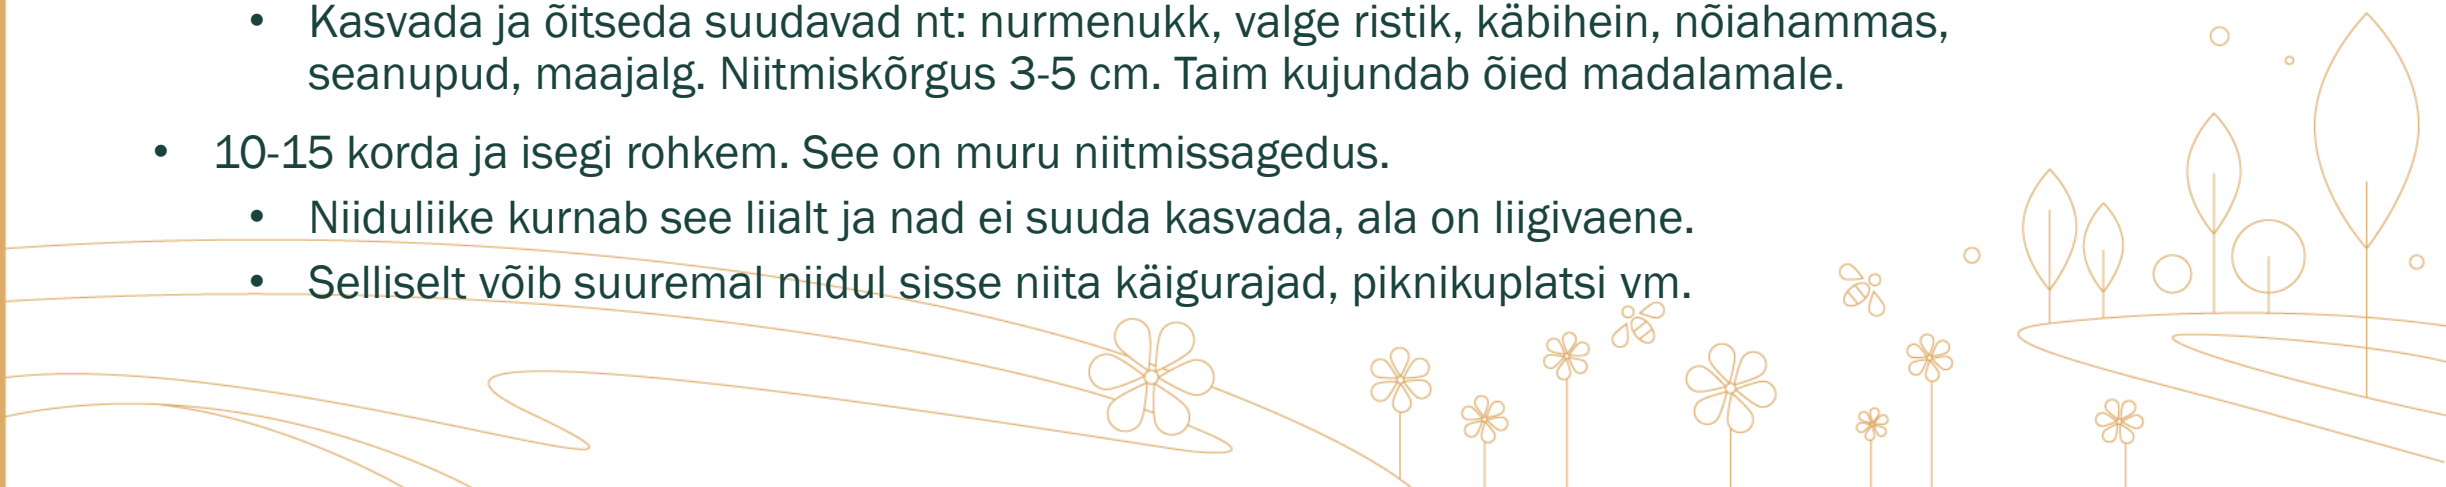 • Kasvada ja õitseda suudavad nt: nurmenukk, valge ristik, käbihein, nõiahammas,
seanupud, maajalg. Niitmiskõrgus 3-5 cm. Taim kujundab õied madalamale.
• 10-15 korda ja isegi rohkem. See on muru niitmissagedus.
• Niiduliike kurnab see liialt ja nad ei suuda kasvada, ala on liigivaene.
• Selliselt võib suuremal niidul sisse niita käigurajad, piknikuplatsi vm.